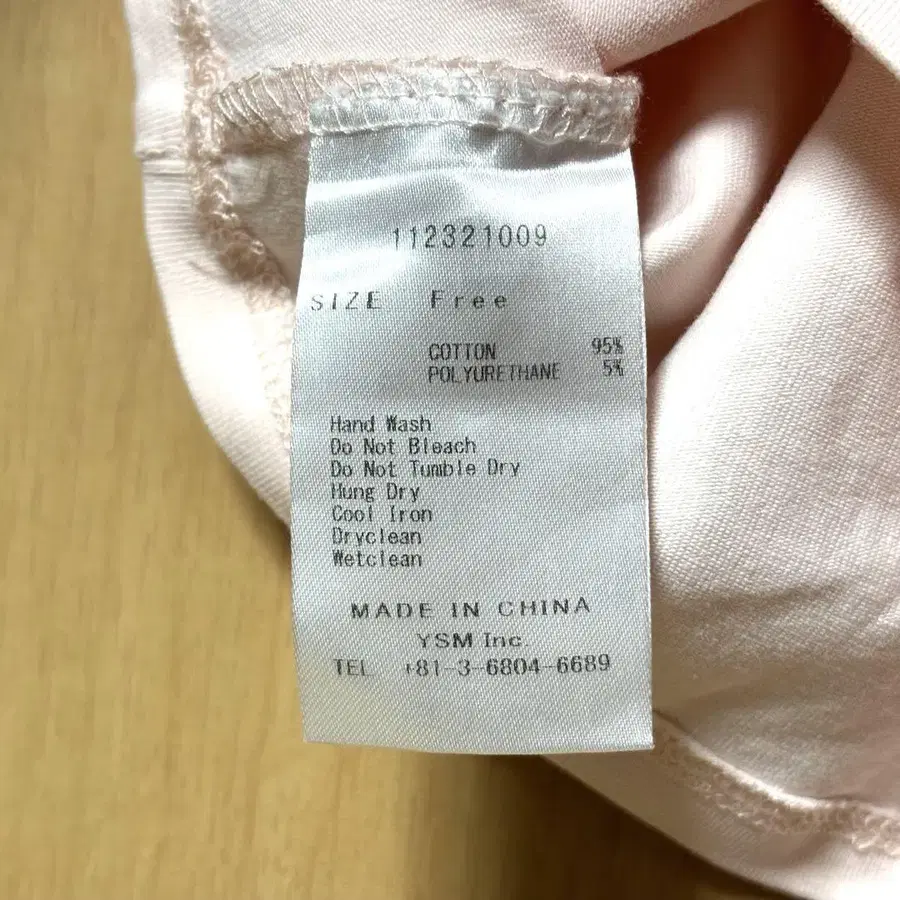 112321009
SIZE Free
COTTON 95%
POLYURETHANE 5%
Hand Wash
Do Not Bleach
Do Not Tumble Dry
Hung Dry
Cool Iron
Dryclean
Wetclean
MADE IN CHINA
YSM Inc.
TEL +81-3-6804-6689